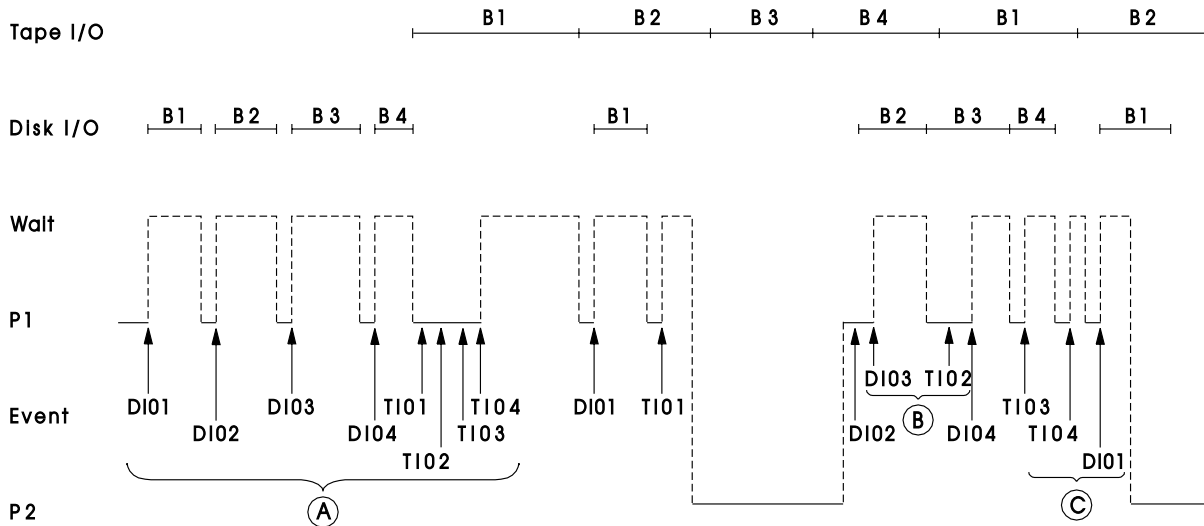 B1 B2 B3 B4 B1 B2
Tape I/O
B1 B2 B3 B4 B1 B2 B3 B4 B1
Disk I/O
Wait
P1
DI03 TI02
Event DI01 DI03 TI01 TI04 DI01 TI01 B TI03
DI02 DI04 TI03 DI02 DI04 TI04
TI02 DI01
A C
P2